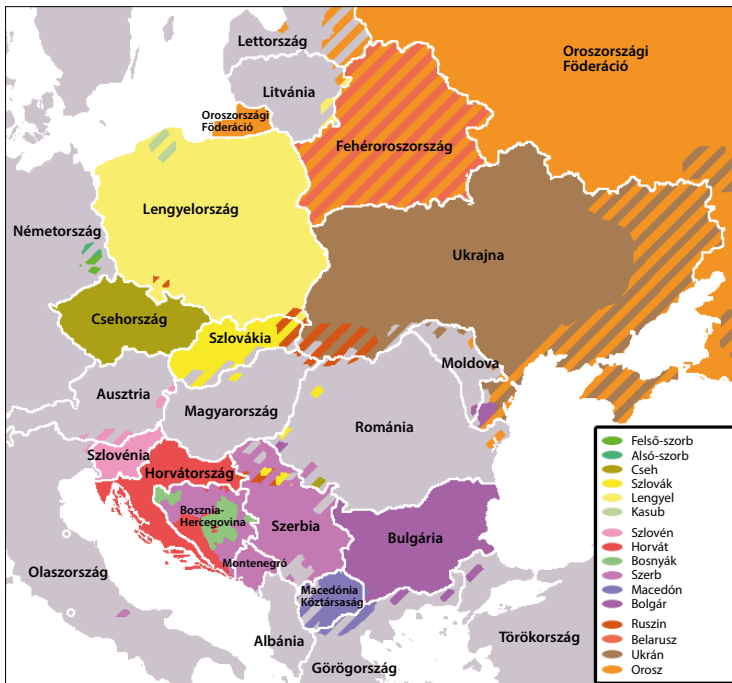 Lettország
Oroszországi
Föderáció
Litvánia
Oroszországi
Föderáció
Fehéroroszország
Lengyelország
Németország
Ukrajna
Csehország
Szlovákia
Moldova
Ausztria
Magyarország
Románia
Szlovénia
Horvátország
Bosznia-
Hercegovina
Szerbia
Bulgária
Montenegró
Olaszország
Macedónia
Köztársaság
Albánia
Görögország
Törökország
Felső-szorb
Alsó-szorb
Cseh
Szlovák
Lengyel
Kasub
Szlovén
Horvát
Bosnyák
Szerb
Macedón
Bolgár
Ruszin
Belarusz
Ukrán
Orosz